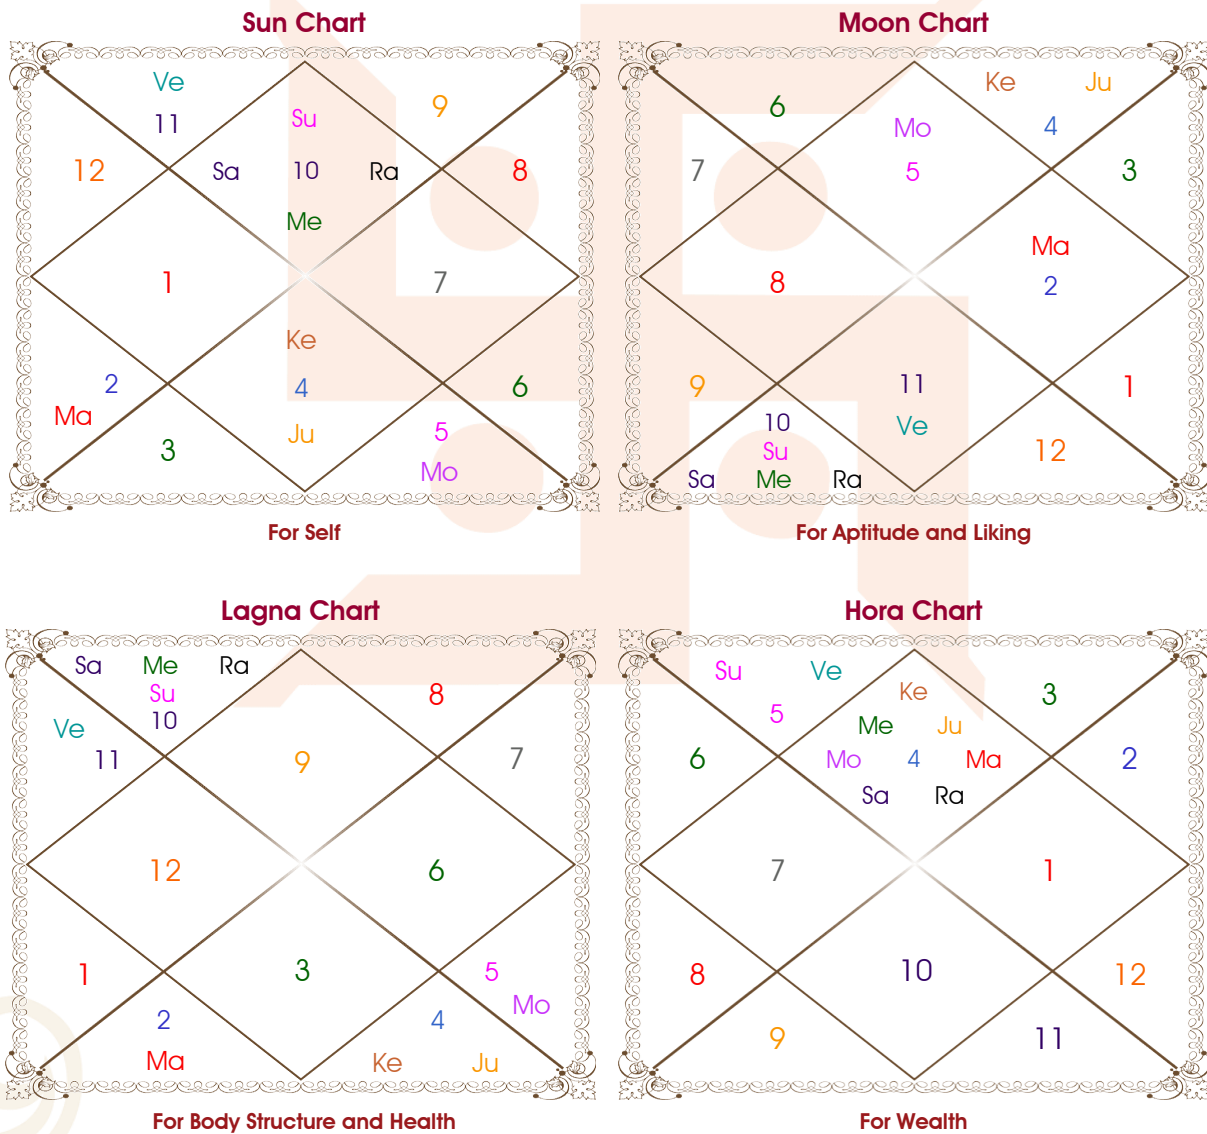 Sun Chart
Ve
11
12
Su
Sa 10 Ra
Me
9
8
1
7
Ke
4
Ju
2
Ma
3
6
5
Mo
For Self
Moon Chart
6
7
Mo
5
Ke Ju
4
3
8
Ma
2
9
10
Su
Sa Me Ra
11
Ve
1
12
For Aptitude and Liking
Lagna Chart
Sa Me Ra
Su
10
Ve
11
9
8
7
12
6
1
2
Ma
3
5
Mo
4
Ke Ju
For Body Structure and Health
Hora Chart
Su Ve
5
6
Ke
Me Ju
Mo 4 Ma
Sa Ra
3
2
7
1
8
9
10
12
11
For Wealth